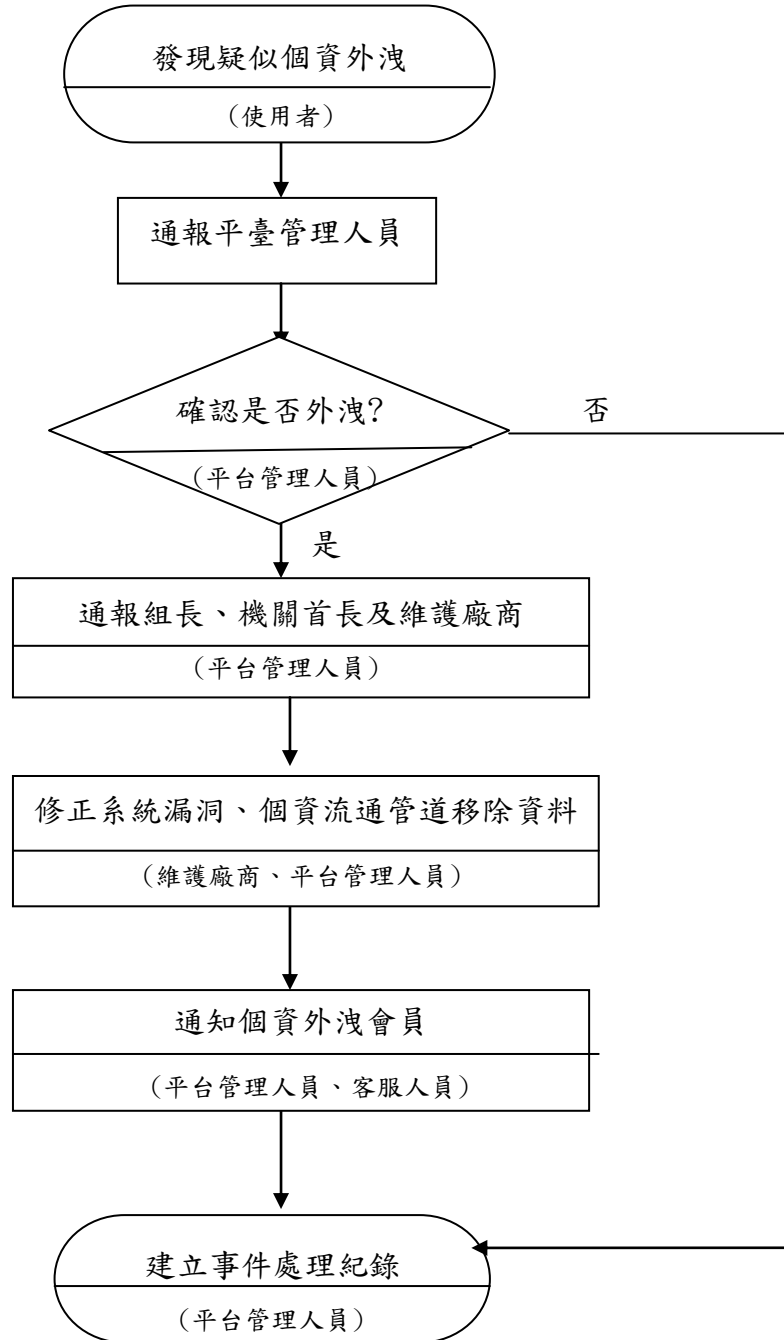 發現疑似個資外洩
（使用者）
通報平臺管理人員
確認是否外洩?
否
（平台管理人員）
是
通報組長、機關首長及維護廠商
（平台管理人員）
修正系統漏洞、個資流通管道移除資料
（維護廠商、平台管理人員）
通知個資外洩會員
（平台管理人員、客服人員）
建立事件處理紀錄
（平台管理人員）